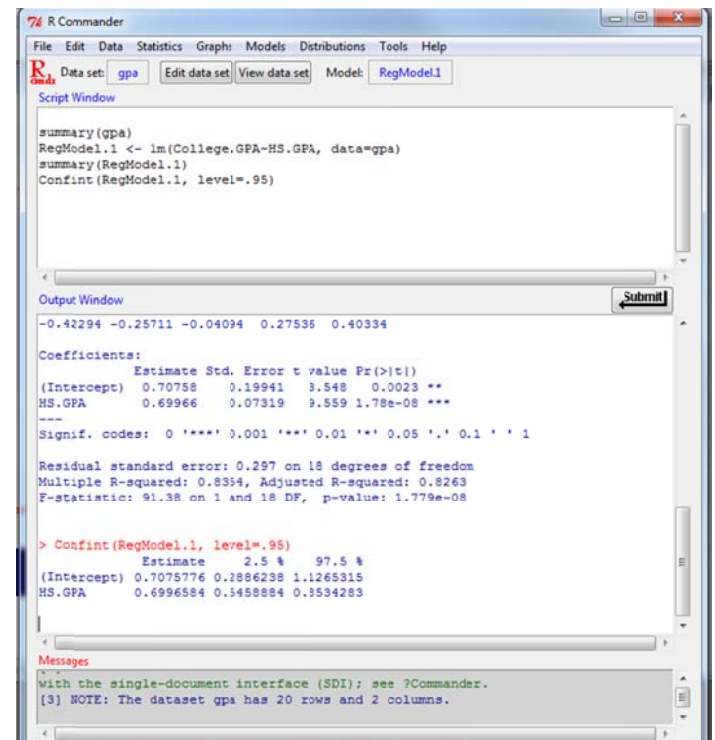 R Commander
File Edit Data Statistics Graphs Models Distributions Tools Help
Rcmdr Data set: gpa Edit data set View data set Model: RegModel.1
Script Window
summary(gpa)
RegModel.1 <- lm(College.GPA~HS.GPA, data=gpa)
summary(RegModel.1)
Confint(RegModel.1, level=.95)
Output Window
Submit
-0.42294 -0.25711 -0.04094 0.27536 0.40334
Coefficients:
Estimate Std. Error t value Pr(>|t|)
(Intercept) 0.70758 0.19941 3.548 0.0023 **
HS.GPA 0.69966 0.07319 9.559 1.78e-08 ***
---
Signif. codes: 0 '***' 0.001 '**' 0.01 '*' 0.05 '.' 0.1 ' ' 1
Residual standard error: 0.297 on 18 degrees of freedom
Multiple R-squared: 0.8354, Adjusted R-squared: 0.8263
F-statistic: 91.38 on 1 and 18 DF, p-value: 1.779e-08
> Confint(RegModel.1, level=.95)
Estimate 2.5 % 97.5 %
(Intercept) 0.7075776 0.2886238 1.1265315
HS.GPA 0.6996584 0.5458884 0.8534283
Messages
with the single-document interface (SDI); see ?Commander.
[3] NOTE: The dataset gpa has 20 rows and 2 columns.